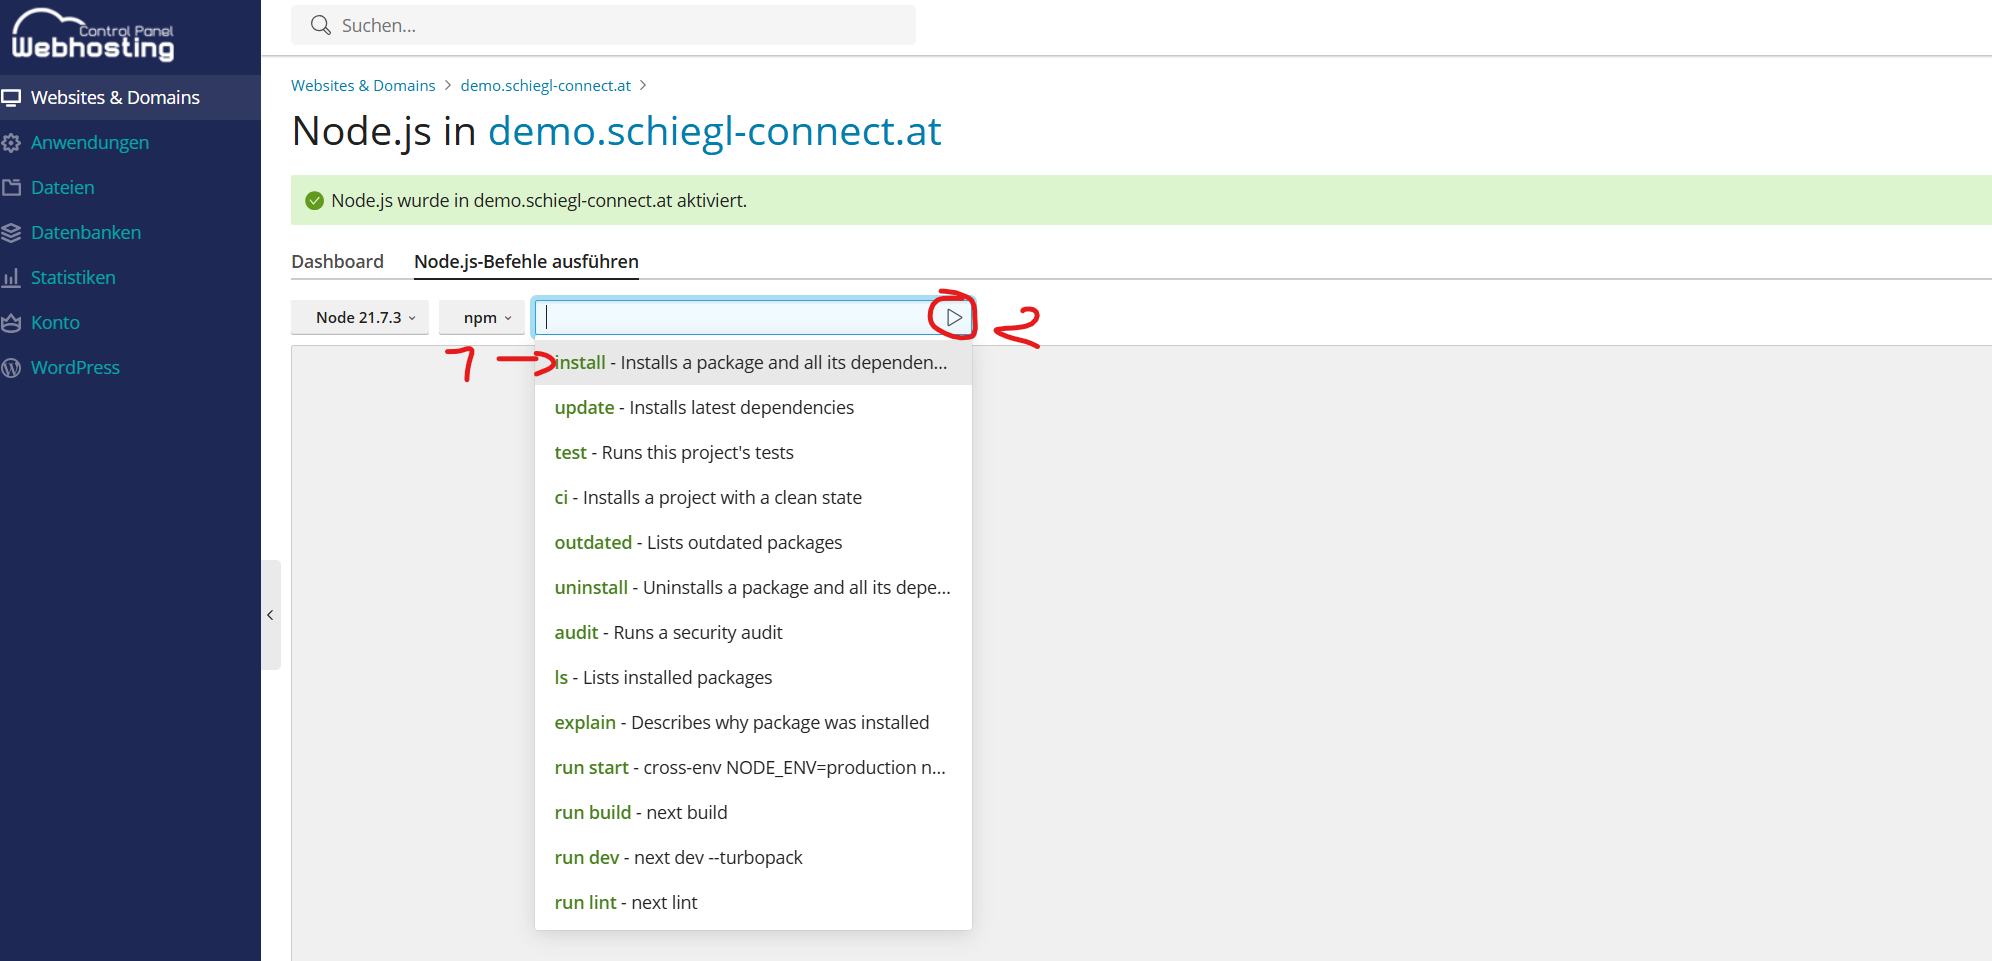 Control Panel
Webhosting
Suchen...
Websites & Domains
Anwendungen
Dateien
Datenbanken
Statistiken
Konto
WordPress
Websites & Domains > demo.schiegl-connect.at >
Node.js in demo.schiegl-connect.at
Node.js wurde in demo.schiegl-connect.at aktiviert.
Dashboard Node.js-Befehle ausführen
Node 21.7.3 npm
2
1
install - Installs a package and all its dependen...
update - Installs latest dependencies
test - Runs this project's tests
ci - Installs a project with a clean state
outdated - Lists outdated packages
uninstall - Uninstalls a package and all its depe...
audit - Runs a security audit
ls - Lists installed packages
explain - Describes why package was installed
run start - cross-env NODE_ENV=production n...
run build - next build
run dev - next dev --turbopack
run lint - next lint